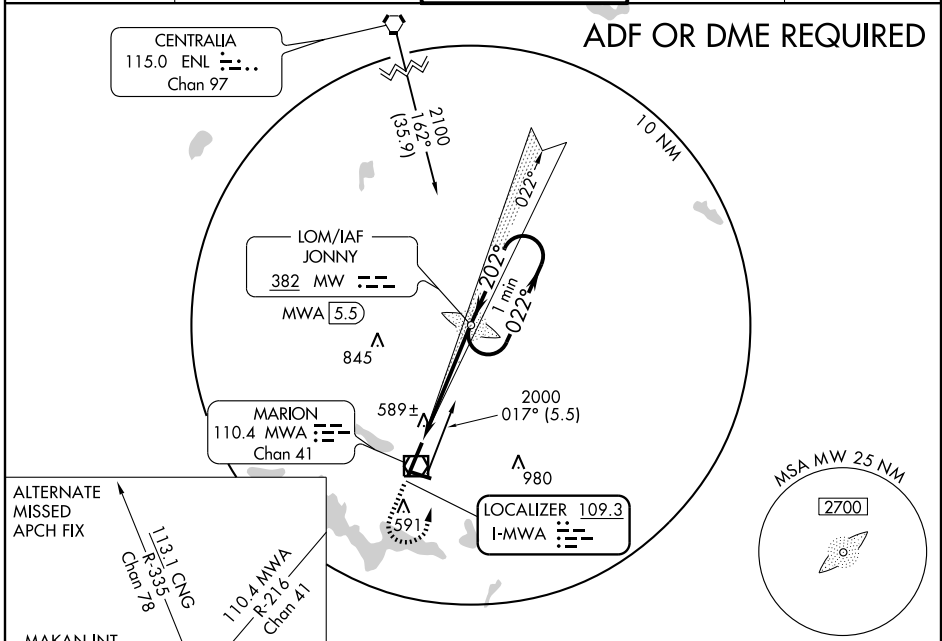 ADF OR DME REQUIRED
CENTRALIA
115.0 ENL
Chan 97
2100
162°
(35.9)
10 NM
022°
LOM/IAF
JONNY
382 MW
MWA 5.5
202°
1 min
022°
845
589±
2000
017° (5.5)
MARION
110.4 MWA
Chan 41
980
591
LOCALIZER 109.3
I-MWA
MSA MW 25 NM
2700
ALTERNATE
MISSED
APCH FIX
113.1 CNG
R-335
Chan 78
110.4 MWA
R-216
Chan 41
MAKAN INT